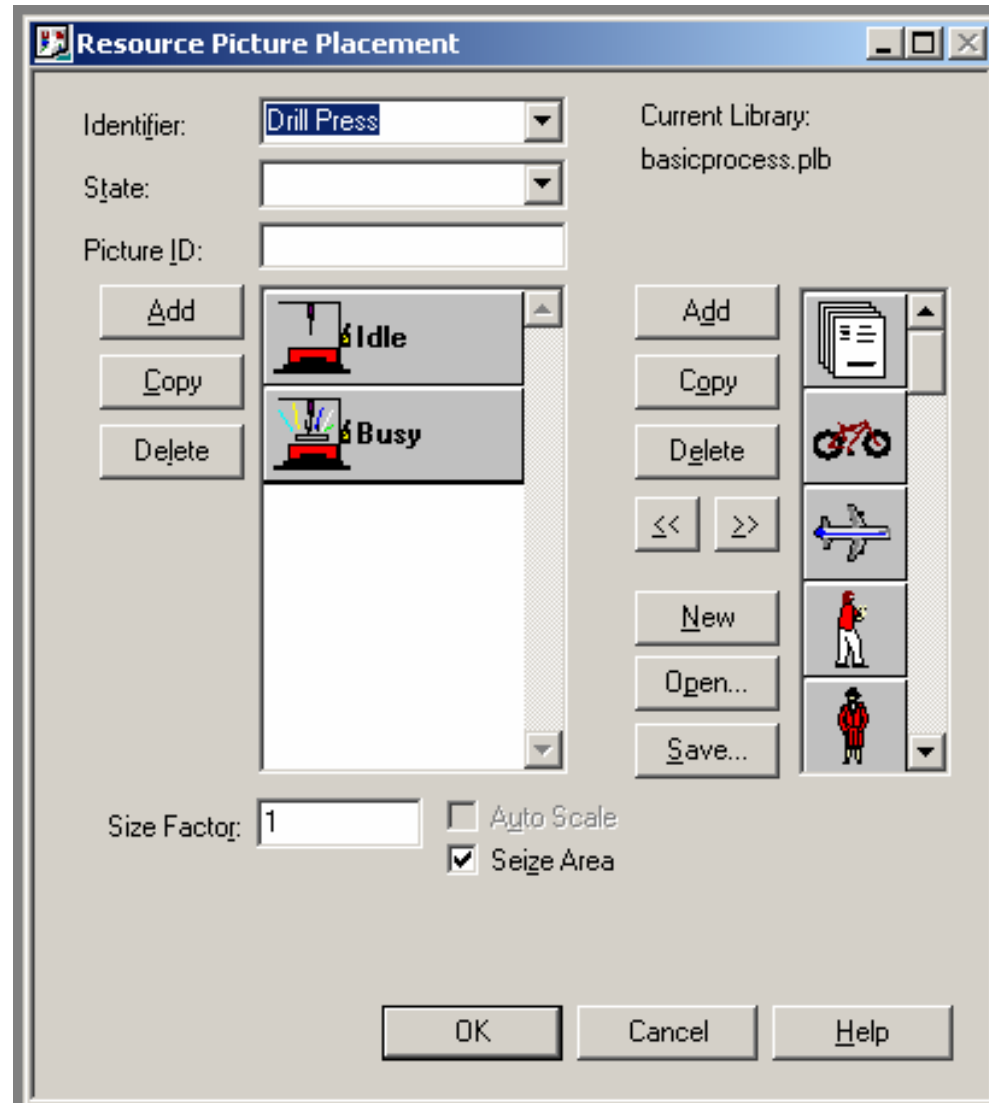 Resource Picture Placement
Identifier:
Drill Press
Current Library:
basicprocess.plb
State:
Picture ID:
Add
Copy
Delete
Idle
Busy
Add
Copy
Delete
<<
>>
New
Open...
Save...
Size Factor:
1
Auto Scale
Seize Area
OK
Cancel
Help